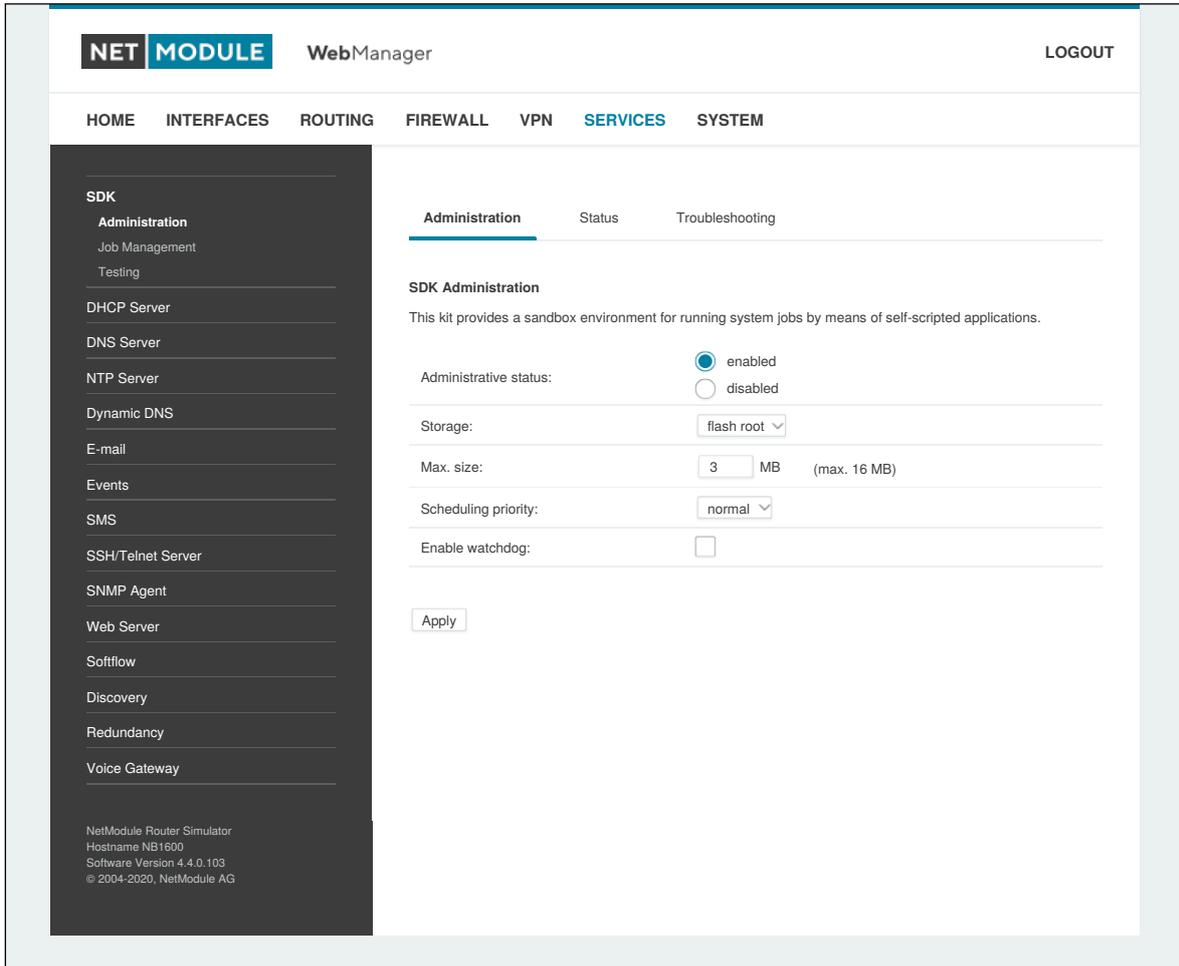 NET MODULE WebManager LOGOUT
HOME INTERFACES ROUTING FIREWALL VPN SERVICES SYSTEM
SDK
Administration
Job Management
Testing
DHCP Server
DNS Server
NTP Server
Dynamic DNS
E-mail
Events
SMS
SSH/Telnet Server
SNMP Agent
Web Server
Softflow
Discovery
Redundancy
Voice Gateway
NetModule Router Simulator
Hostname NB1600
Software Version 4.4.0.103
© 2004-2020, NetModule AG
Administration Status Troubleshooting
SDK Administration
This kit provides a sandbox environment for running system jobs by means of self-scripted applications.
Administrative status: enabled
disabled
Storage: flash root
Max. size: 3 MB (max. 16 MB)
Scheduling priority: normal
Enable watchdog:
Apply